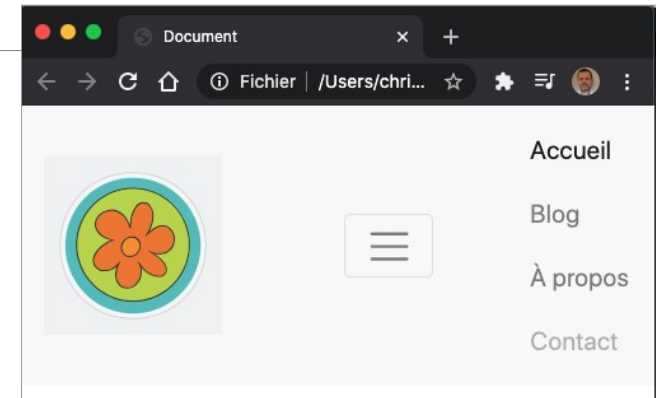 Document
Fichier | /Users/chri...
Accueil
Blog
À propos
Contact